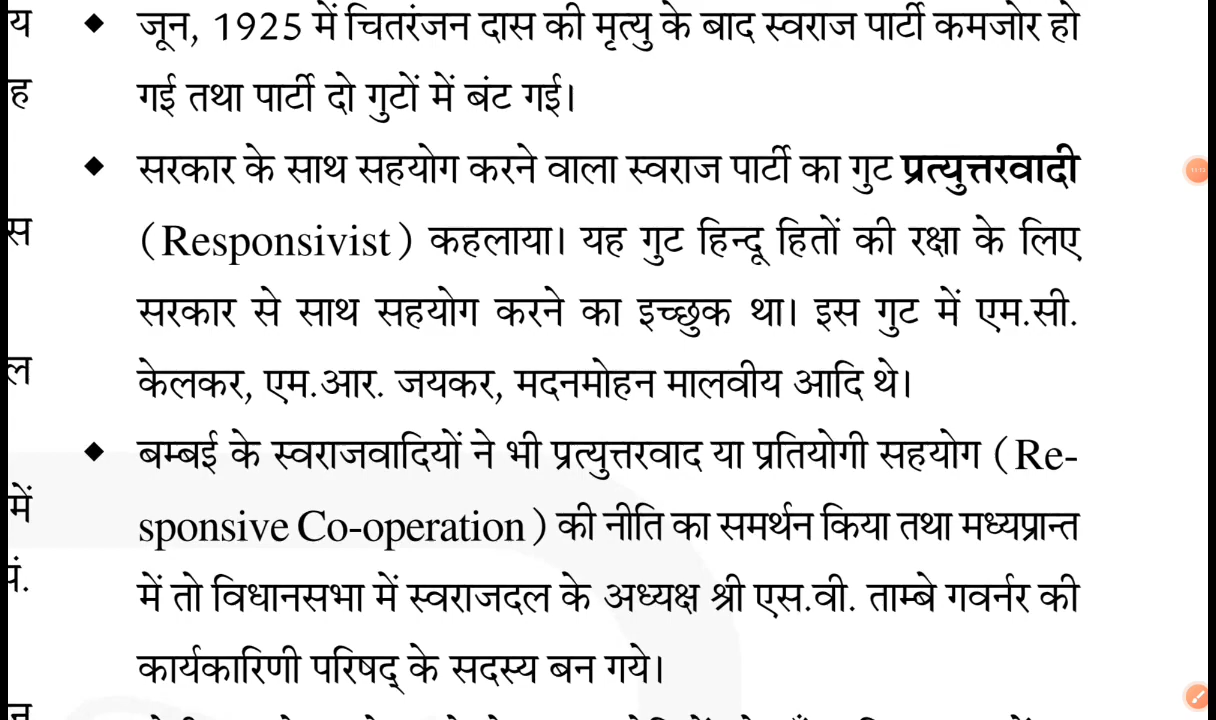 य
ह
स
ल
में
पं.
न
◆ जून, 1925 में चितरंजन दास की मृत्यु के बाद स्वराज पार्टी कमजोर हो
गई तथा पार्टी दो गुटों में बंट गई।
◆ सरकार के साथ सहयोग करने वाला स्वराज पार्टी का गुट प्रत्युत्तरवादी
(Responsivist) कहलाया। यह गुट हिन्दू हितों की रक्षा के लिए
सरकार से साथ सहयोग करने का इच्छुक था। इस गुट में एम.सी.
केलकर, एम.आर. जयकर, मदनमोहन मालवीय आदि थे।
◆ बम्बई के स्वराजवादियों ने भी प्रत्युत्तरवाद या प्रतियोगी सहयोग (Re-
sponsive Co-operation) की नीति का समर्थन किया तथा मध्यप्रान्त
में तो विधानसभा में स्वराजदल के अध्यक्ष श्री एस.वी. ताम्बे गवर्नर की
कार्यकारिणी परिषद् के सदस्य बन गये।